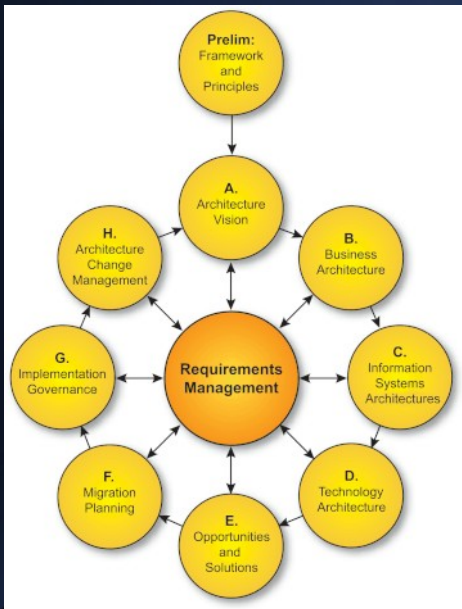 Prelim:
Framework
and
Principles
A.
Architecture
Vision
B.
Business
Architecture
C.
Information
Systems
Architectures
D.
Technology
Architecture
E.
Opportunities
and
Solutions
F.
Migration
Planning
G.
Implementation
Governance
H.
Architecture
Change
Management
Requirements
Management